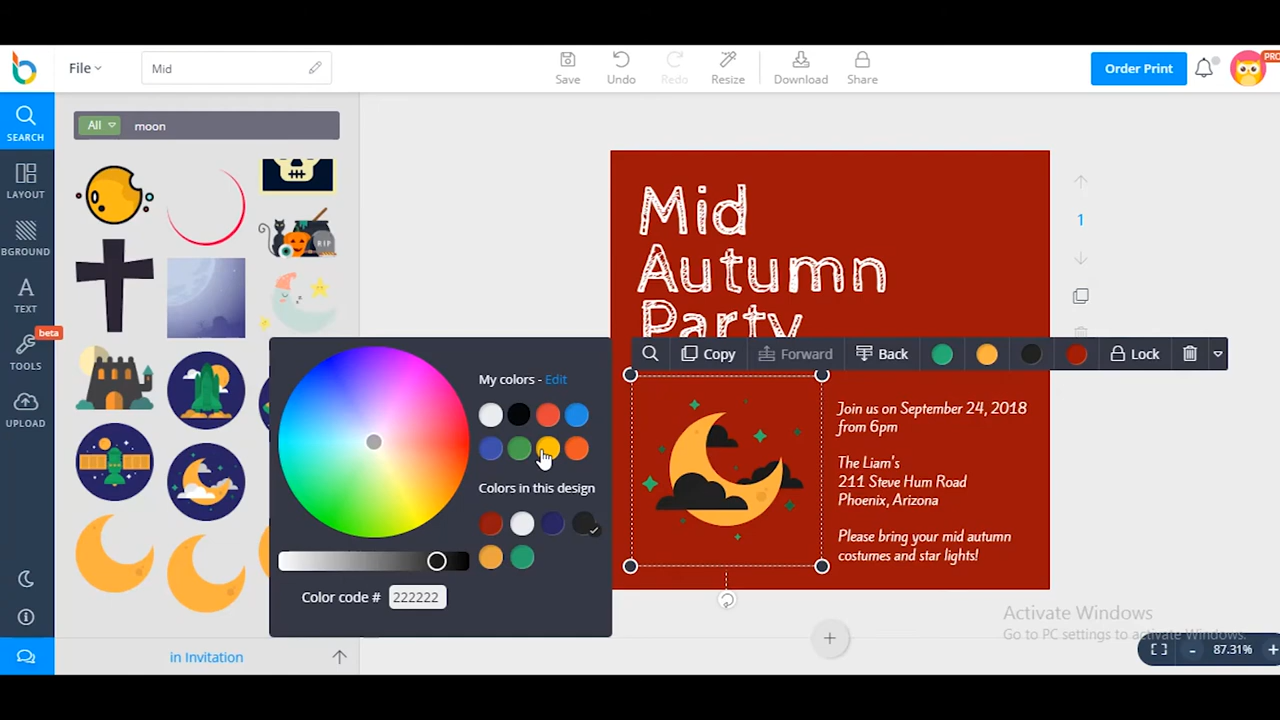 File
Mid
Save
Undo
Redo
Resize
Download
Share
Order Print
PRO
SEARCH
LAYOUT
BGROUND
TEXT
beta
TOOLS
UPLOAD
All
moon
RIP
in Invitation
My colors - Edit
Colors in this design
Color code #
222222
Mid
Autumn
Party
1
Copy
Forward
Back
Lock
Join us on September 24, 2018
from 6pm
The Liam's
211 Steve Hum Road
Phoenix, Arizona
Please bring your mid autumn
costumes and star lights!
Activate Windows
Go to PC settings to activate Windows.
- 87.31% +